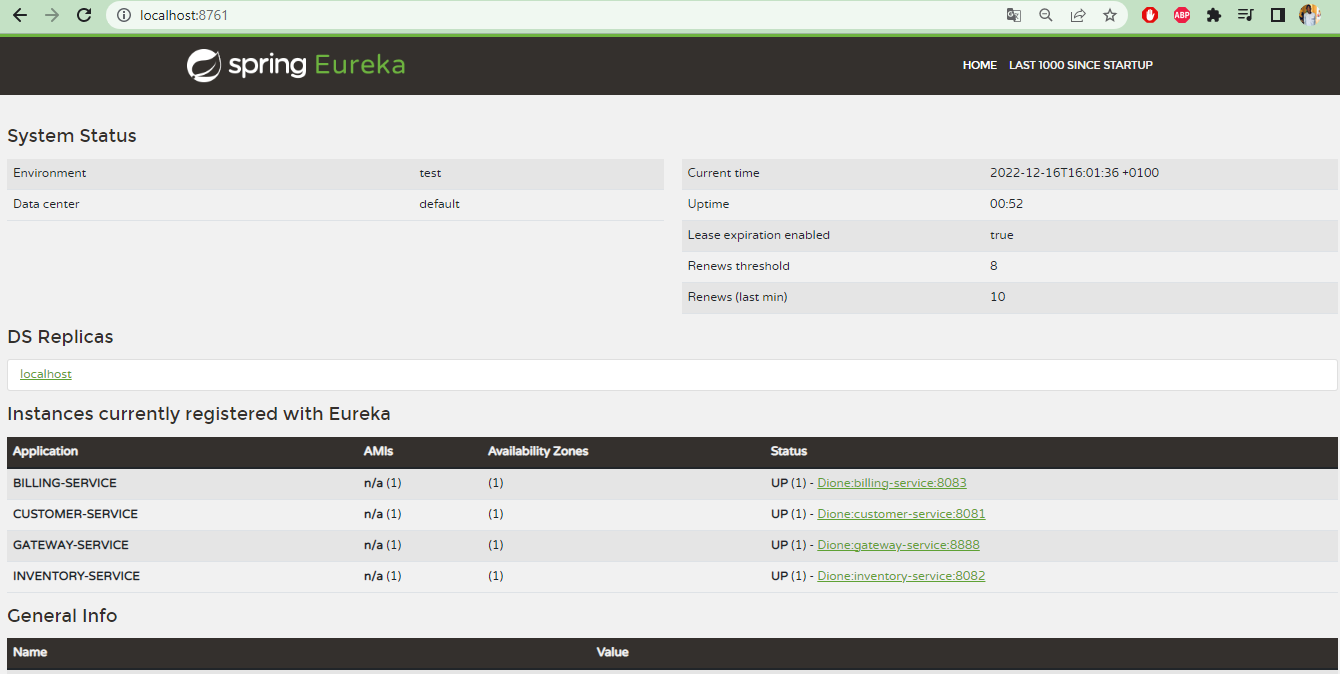 localhost:8761
ABP
spring Eureka
HOME LAST 1000 SINCE STARTUP
System Status
Environment test
Data center default
Current time 2022-12-16T16:01:36 +0100
Uptime 00:52
Lease expiration enabled true
Renews threshold 8
Renews (last min) 10
DS Replicas
localhost
Instances currently registered with Eureka
Application AMIs Availability Zones Status
BILLING-SERVICE n/a (1) (1) UP (1) - Dione:billing-service:8083
CUSTOMER-SERVICE n/a (1) (1) UP (1) - Dione:customer-service:8081
GATEWAY-SERVICE n/a (1) (1) UP (1) - Dione:gateway-service:8888
INVENTORY-SERVICE n/a (1) (1) UP (1) - Dione:inventory-service:8082
General Info
Name Value